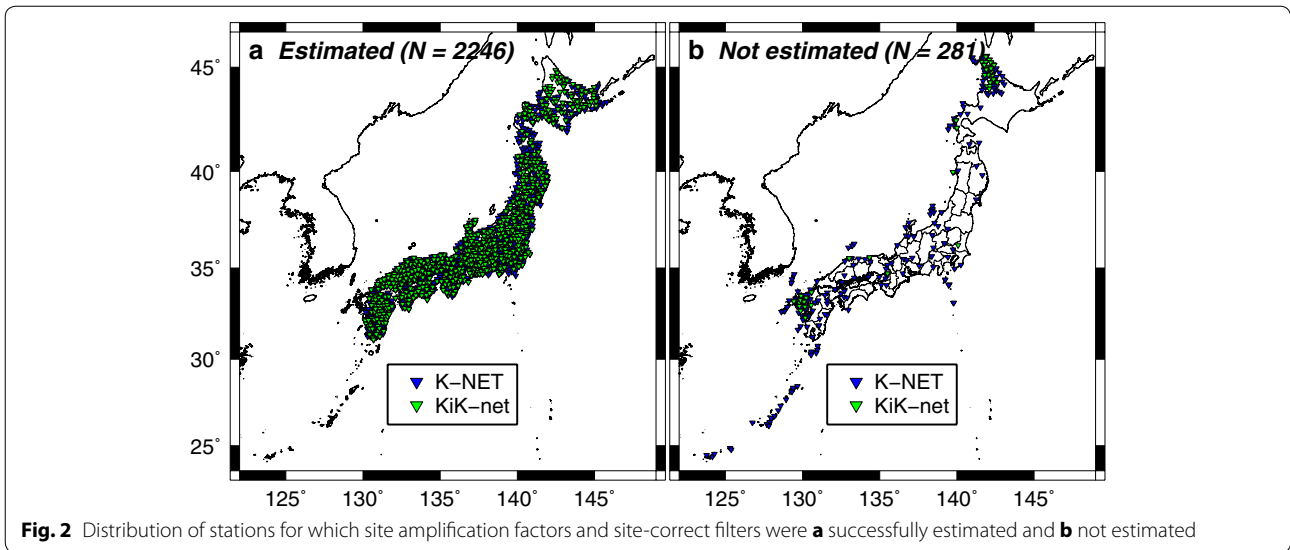 a Estimated (N = 2246)
b Not estimated (N = 281)
45°
40°
35°
30°
25°
K−NET
KiK−net
K−NET
KiK−net
125° 130° 135° 140° 145°
125° 130° 135° 140° 145°
Fig. 2 Distribution of stations for which site amplification factors and site-correct filters were a successfully estimated and b not estimated